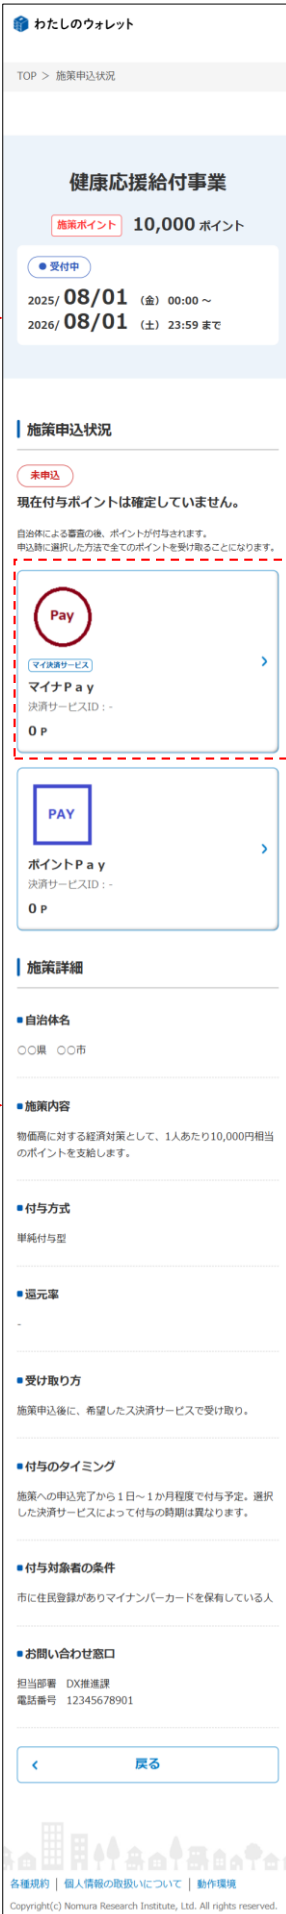 わたしのウォレット
TOP > 施策申込状況
健康応援給付事業
施策ポイント 10,000 ポイント
● 受付中
2025/ 08/01 （金） 00:00 ～
2026/ 08/01 （土） 23:59 まで
施策申込状況
未申込
現在付与ポイントは確定していません。
自治体による審査の後、ポイントが付与されます。
申込時に選択した方法で全てのポイントを受け取ることになります。
Pay
マイ決済サービス
マイナPay
決済サービスID：-
0 P
PAY
ポイントPay
決済サービスID：-
0 P
施策詳細
■自治体名
○○県 ○○市
■施策内容
物価高に対する経済対策として、1人あたり10,000円相当
のポイントを支給します。
■付与方式
単純付与型
■還元率
-
■受け取り方
施策申込後に、希望したス決済サービスで受け取り。
■付与のタイミング
施策への申込完了から１日～１か月程度で付与予定。選択
した決済サービスによって付与の時期は異なります。
■付与対象者の条件
市に住民登録がありマイナンバーカードを保有している人
■お問い合わせ窓口
担当部署 DX推進課
電話番号 12345678901
戻る
各種規約 | 個人情報の取扱いについて | 動作環境
Copyright(c) Nomura Research Institute, Ltd. All rights reserved.